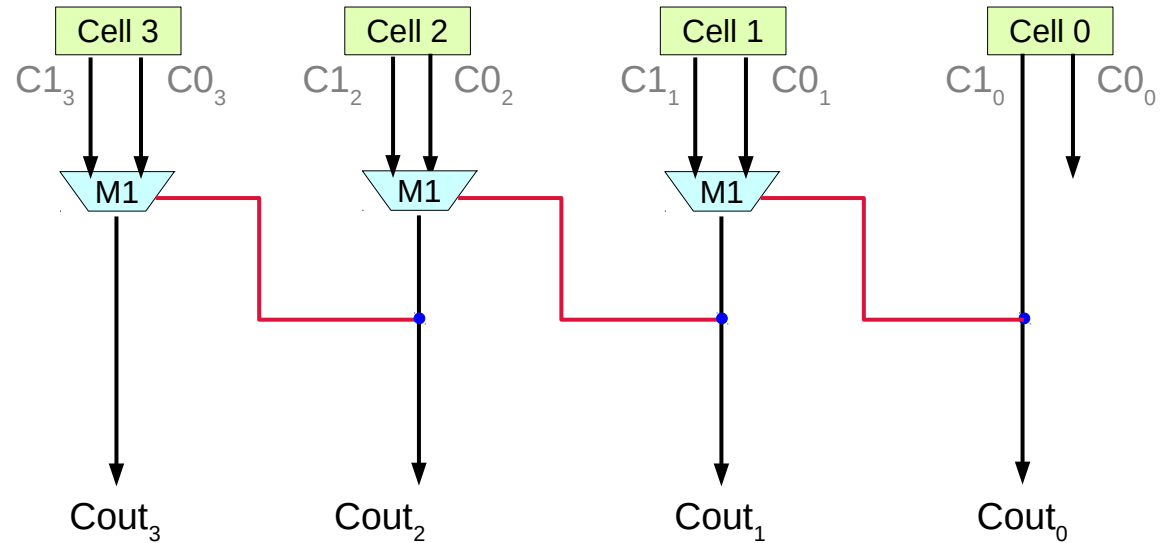 Cell 3 Cell 2 Cell 1 Cell 0
C1₃ C0₃ C1₂ C0₂ C1₁ C0₁ C1₀ C0₀
M1 M1 M1
Cout₃ Cout₂ Cout₁ Cout₀